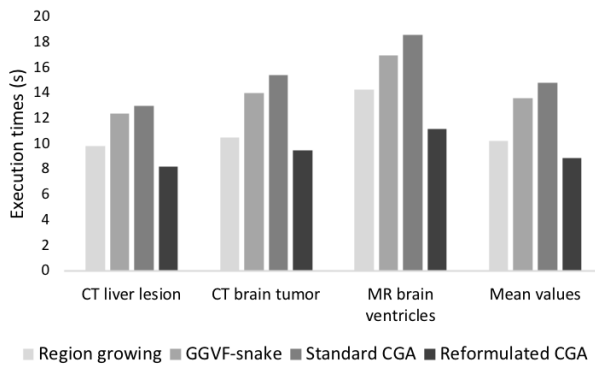 Execution times (s)
20
18
16
14
12
10
8
6
4
2
0
CT liver lesion
CT brain tumor
MR brain
ventricles
Mean values
Region growing
GGVF-snake
Standard CGA
Reformulated CGA